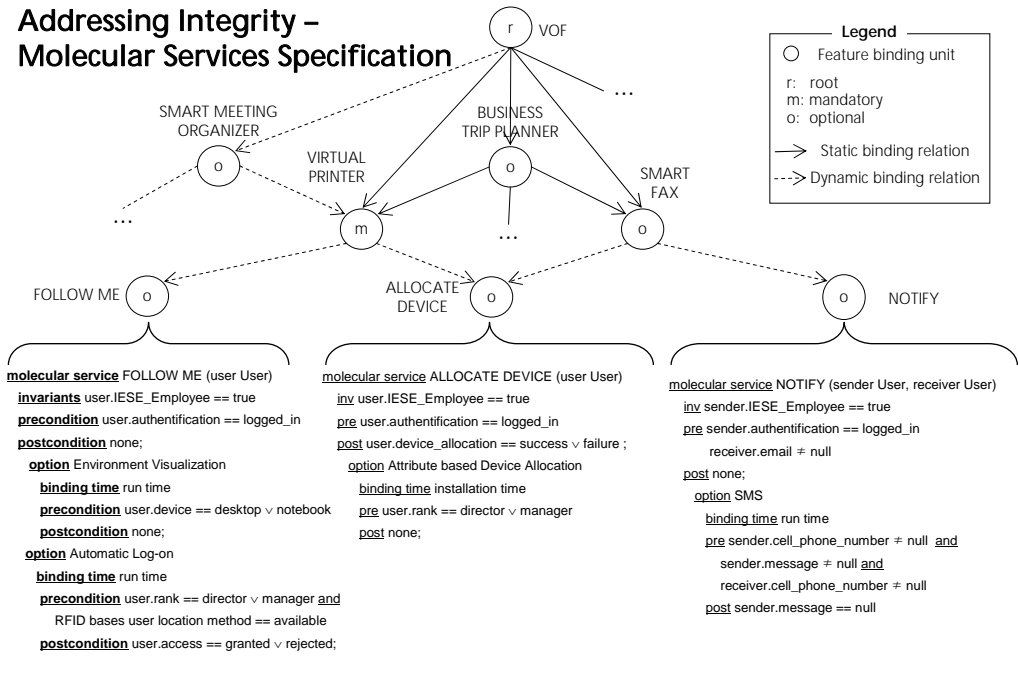 Addressing Integrity –
Molecular Services Specification
r
VOF
...
SMART MEETING
ORGANIZER
o
...
VIRTUAL
PRINTER
m
BUSINESS
TRIP PLANNER
o
...
SMART
FAX
o
Legend
Feature binding unit
r: root
m: mandatory
o: optional
Static binding relation
Dynamic binding relation
FOLLOW ME
o
ALLOCATE
DEVICE
o
o
NOTIFY
molecular service FOLLOW ME (user User)
invariants user.IESE_Employee == true
precondition user.authentification == logged_in
postcondition none;
option Environment Visualization
binding time run time
precondition user.device == desktop ∨ notebook
postcondition none;
option Automatic Log-on
binding time run time
precondition user.rank == director ∨ manager and
RFID bases user location method == available
postcondition user.access == granted ∨ rejected;
molecular service ALLOCATE DEVICE (user User)
inv user.IESE_Employee == true
pre user.authentification == logged_in
post user.device_allocation == success ∨ failure ;
option Attribute based Device Allocation
binding time installation time
pre user.rank == director ∨ manager
post none;
molecular service NOTIFY (sender User, receiver User)
inv sender.IESE_Employee == true
pre sender.authentification == logged_in
receiver.email ≠ null
post none;
option SMS
binding time run time
pre sender.cell_phone_number ≠ null and
sender.message ≠ null and
receiver.cell_phone_number ≠ null
post sender.message == null